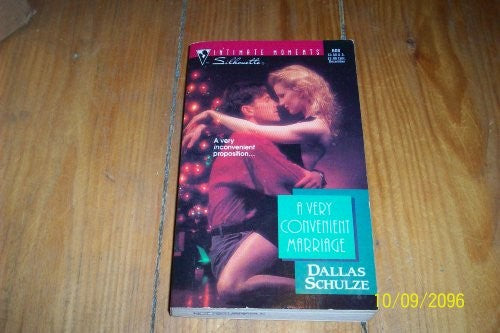 INTIMATE MOMENTS
Silhouette
A very
inconvenient
proposition...
A VERY
CONVENIENT
MARRIAGE
DALLAS
SCHULZE
10/09/2096